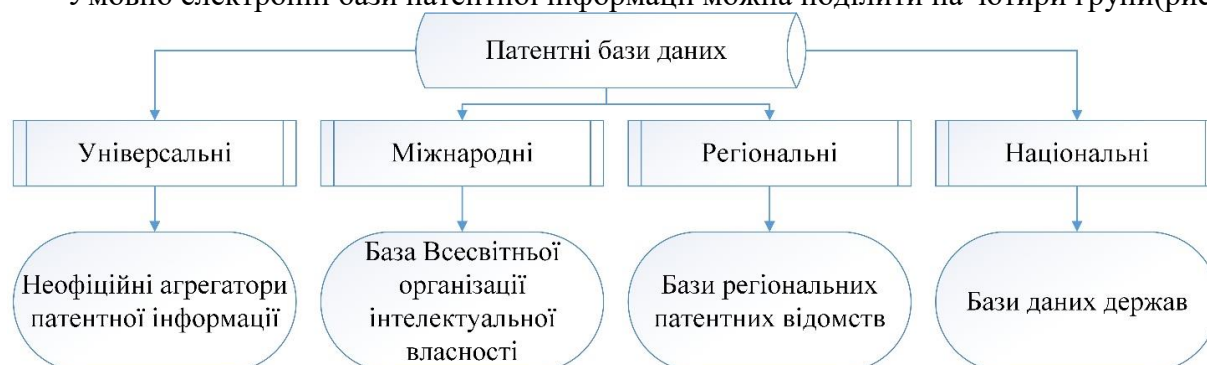 Умовно електронні бази патентної інформації можна поділити на чотири групи(рис
Патентні бази даних
Універсальні
Міжнародні
Регіональні
Національні
Неофіційні агрегатори
патентної інформації
База Всесвітньої
організації
інтелектуальної
власності
Бази регіональних
патентних відомств
Бази даних держав